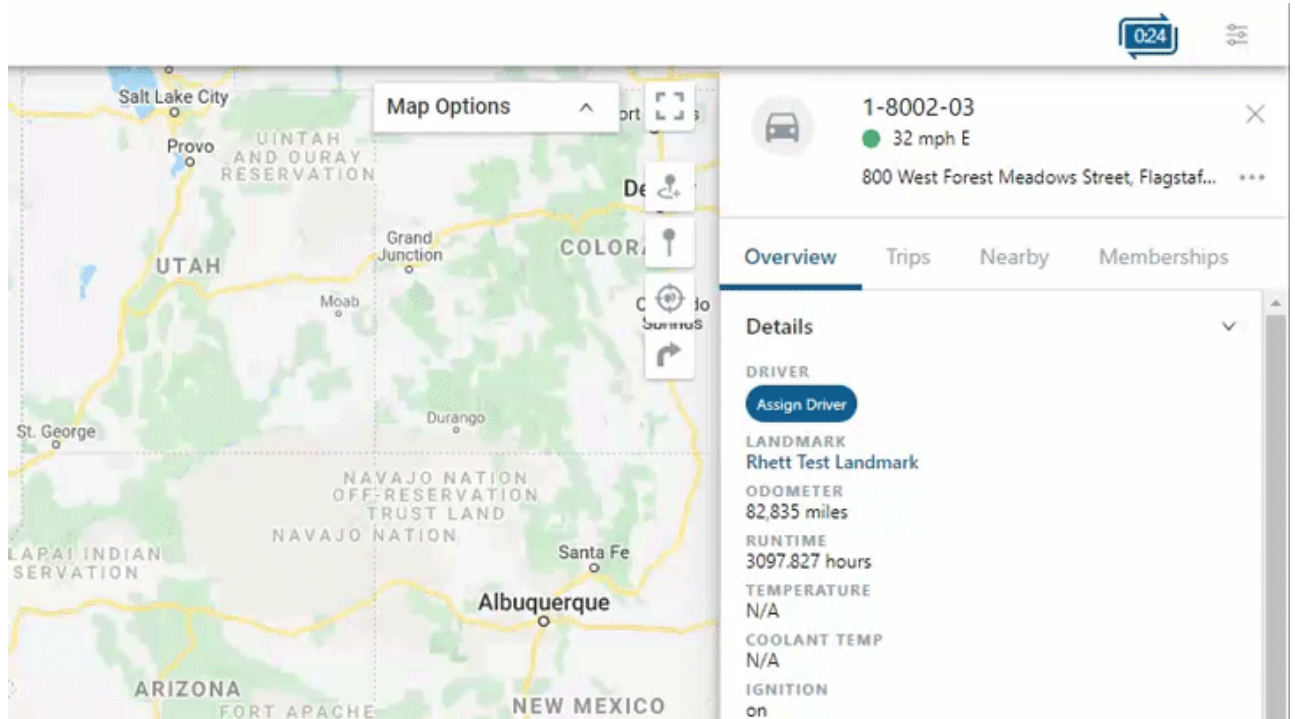 0:24
Salt Lake City
Provo
UINTAH
AND OURAY
RESERVATION
Map Options
Grand
Junction
UTAH
Moab
Durango
St. George
NAVAJO NATION
OFF-RESERVATION
TRUST LAND
NAVAJO NATION
Santa Fe
Albuquerque
ARIZONA
FORT APACHE
NEW MEXICO
1-8002-03
32 mph E
800 West Forest Meadows Street, Flagstaf...
Overview Trips Nearby Memberships
Details
DRIVER
Assign Driver
LANDMARK
Rhett Test Landmark
ODOMETER
82,835 miles
RUNTIME
3097.827 hours
TEMPERATURE
N/A
COOLANT TEMP
N/A
IGNITION
on